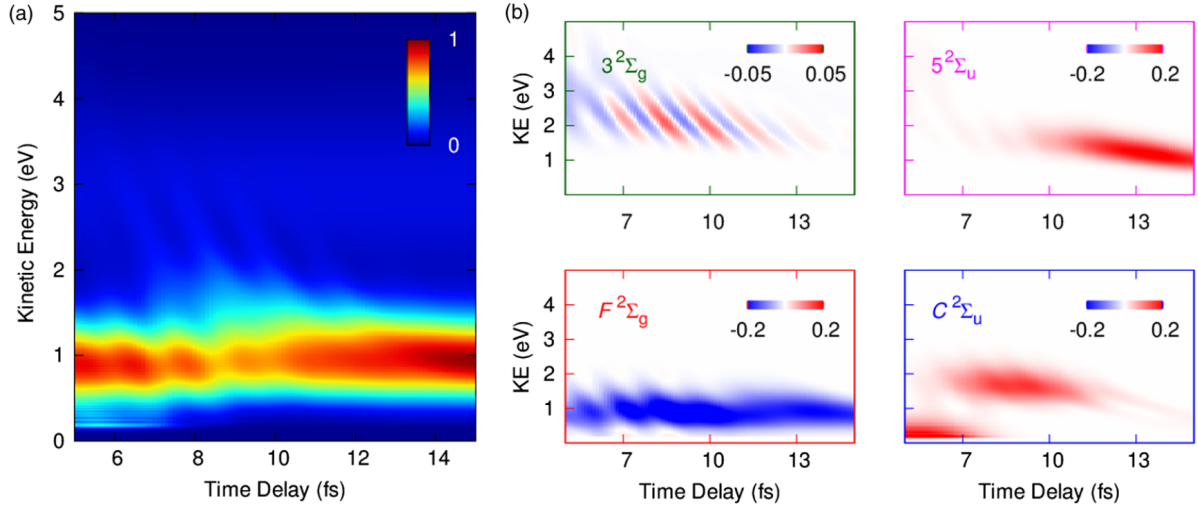 (a)
5
4
3
2
1
0
Kinetic Energy (eV)
1
0
6 8 10 12 14
Time Delay (fs)
(b)
4
3
2
1
KE (eV)
3 ²Σg
-0.05 0.05
7 10 13
5 ²Σu
-0.2 0.2
7 10 13
4
3
2
1
KE (eV)
F ²Σg
-0.2 0.2
7 10 13
Time Delay (fs)
C ²Σu
-0.2 0.2
7 10 13
Time Delay (fs)